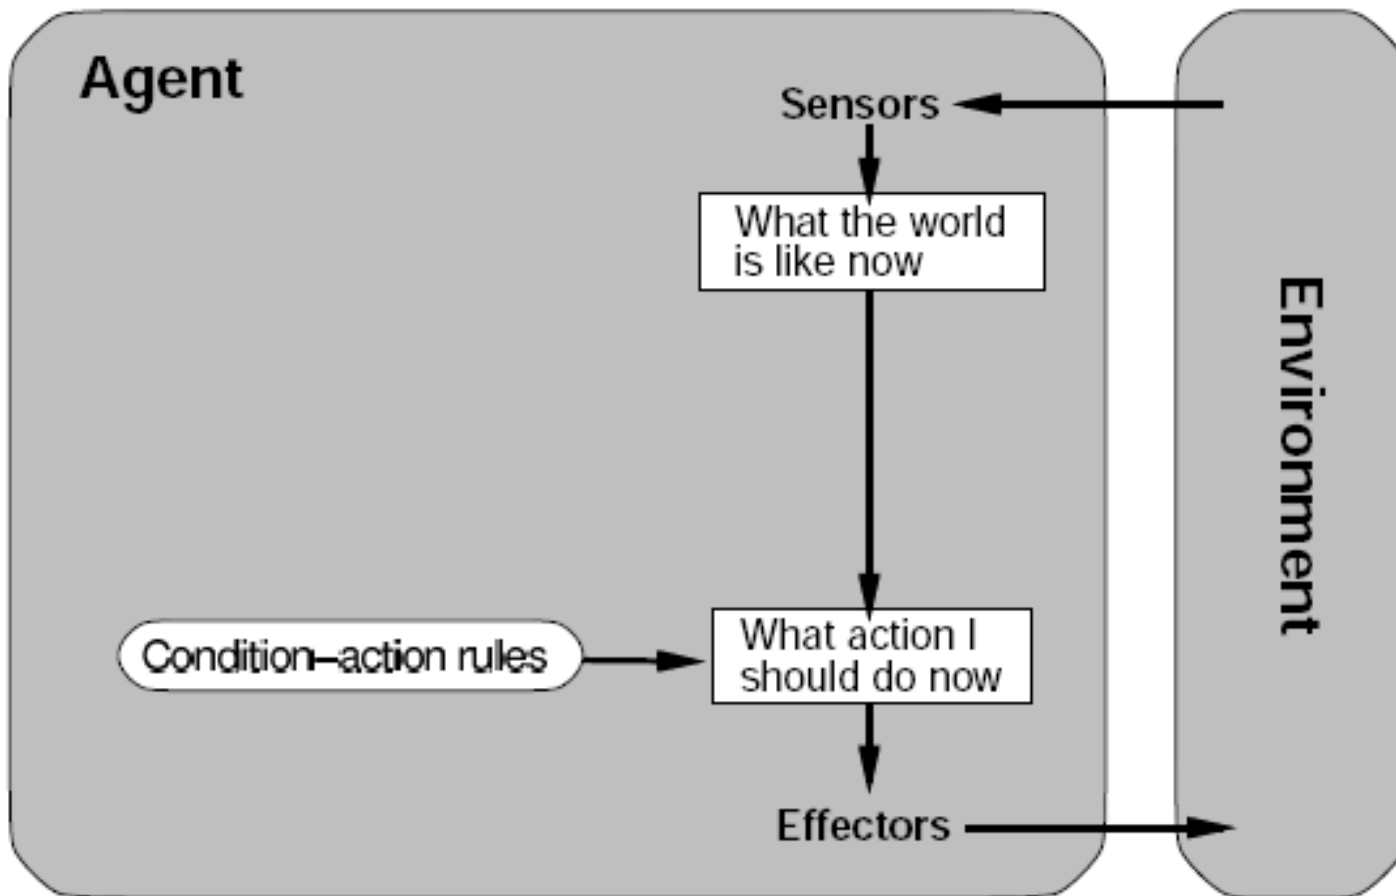 Agent
Sensors
What the world
is like now
Environment
Condition–action rules
What action I
should do now
Effectors